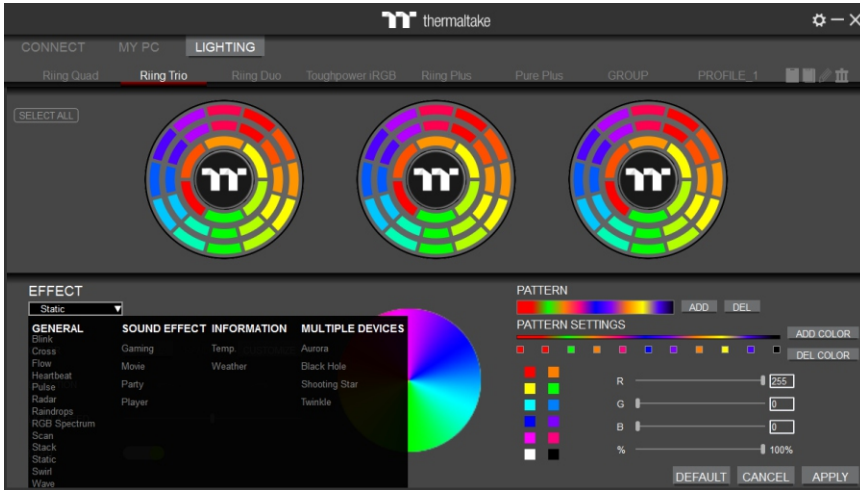 thermaltake
CONNECT MY PC LIGHTING
Riing Quad Riing Trio Riing Duo Toughpower iRGB Riing Plus Pure Plus GROUP PROFILE_1
SELECT ALL
EFFECT
Static
GENERAL
Blink
Cross
Flow
Heartbeat
Pulse
Radar
Raindrops
RGB Spectrum
Scan
Stack
Static
Swirl
Wave
SOUND EFFECT
Gaming
Movie
Party
Player
INFORMATION
Temp.
Weather
MULTIPLE DEVICES
Aurora
Black Hole
Shooting Star
Twinkle
PATTERN
ADD DEL
PATTERN SETTINGS
ADD COLOR
DEL COLOR
R 255
G 0
B 0
% 100%
DEFAULT CANCEL APPLY